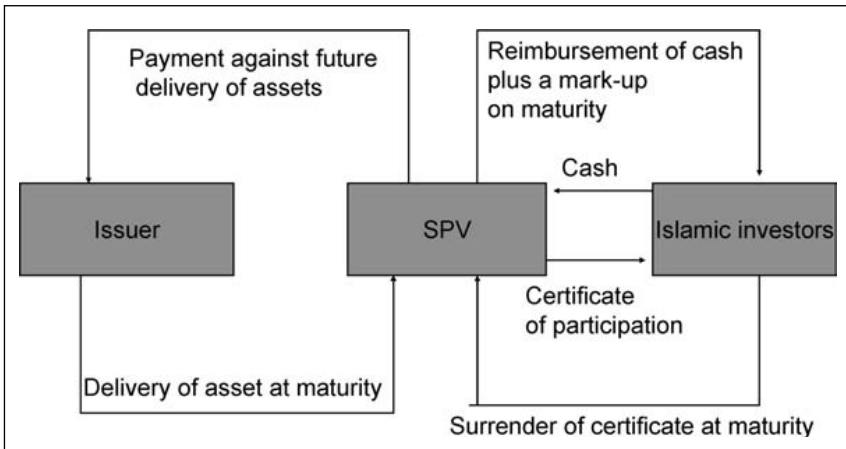 Payment against future
delivery of assets
Reimbursement of cash
plus a mark-up
on maturity
Cash
Issuer
SPV
Islamic investors
Certificate
of participation
Delivery of asset at maturity
Surrender of certificate at maturity